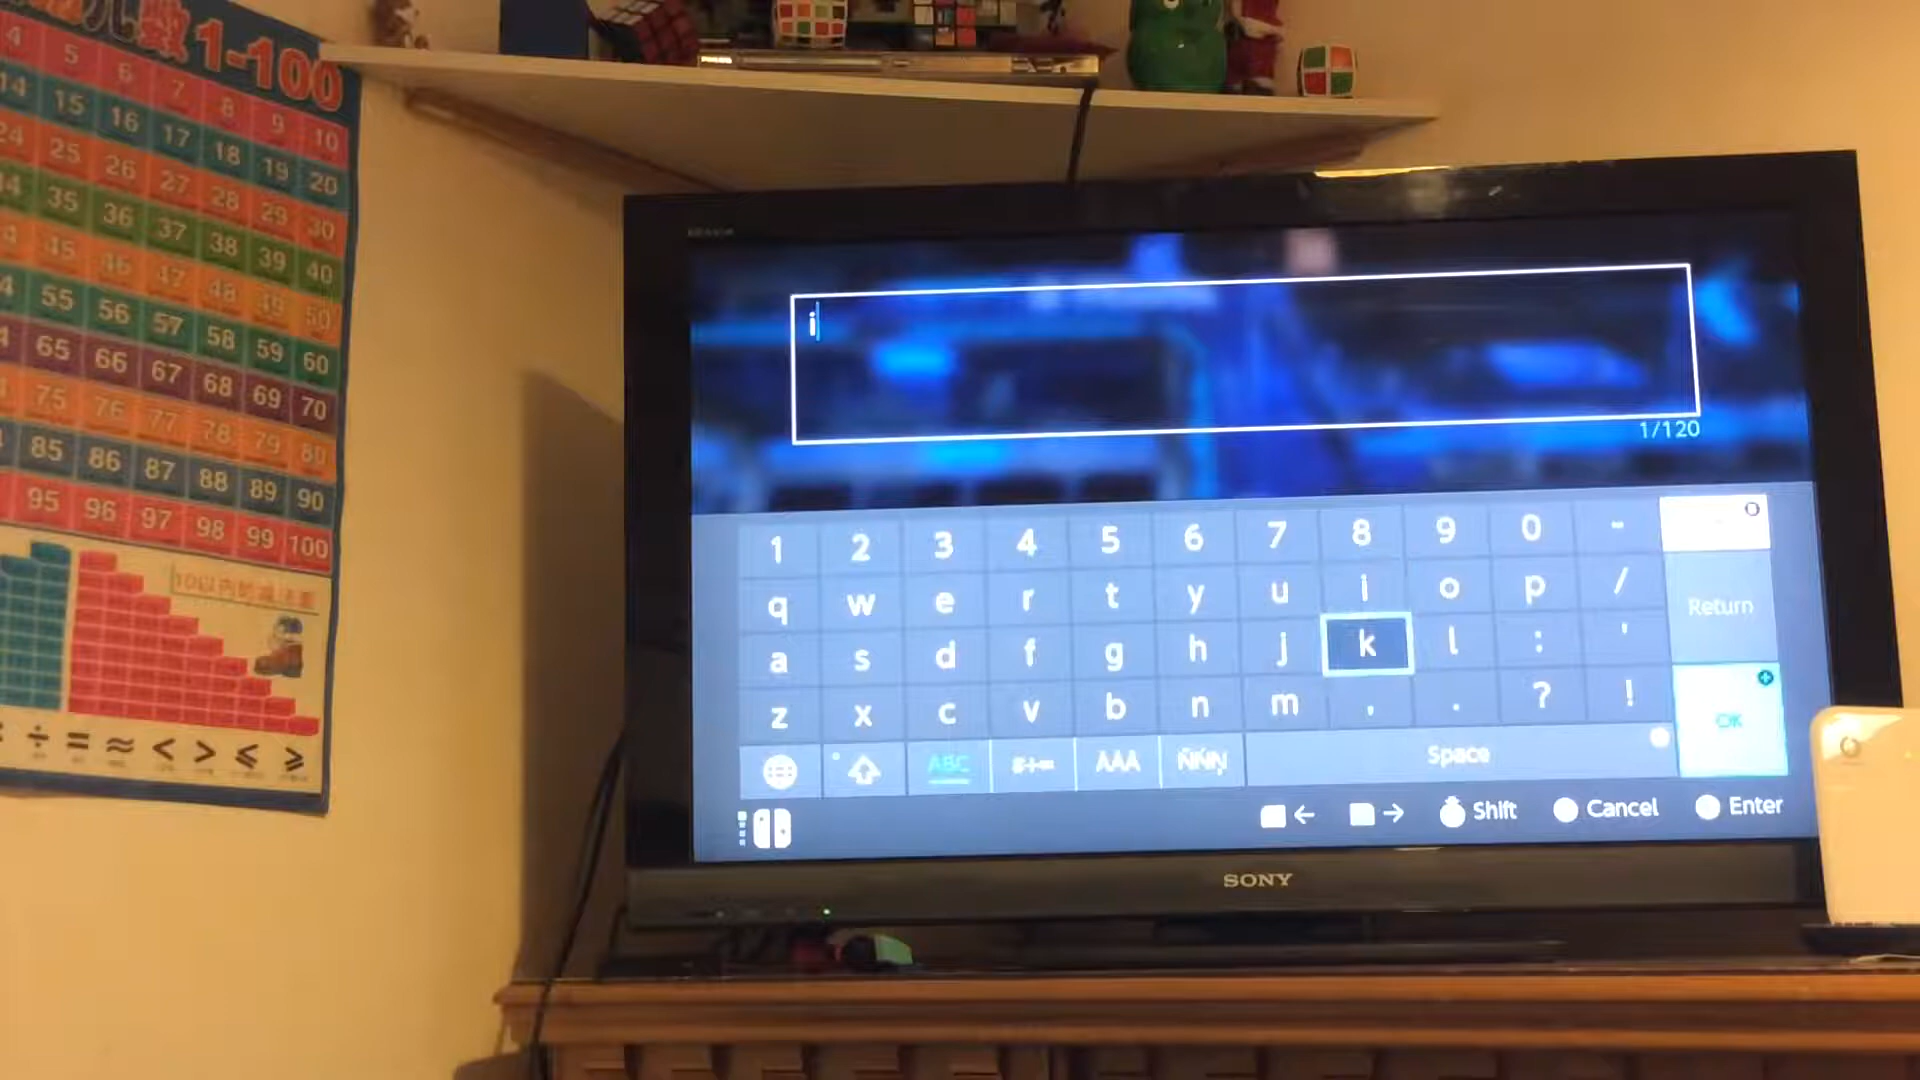 数1-100
4 5 6 7 8 9 10
14 15 16 17 18 19 20
24 25 26 27 28 29 30
34 35 36 37 38 39 40
45 46 47 48 49 50
55 56 57 58 59 60
65 66 67 68 69 70
75 76 77 78 79 80
85 86 87 88 89 90
95 96 97 98 99 100
÷ = ≈ < > ≤ ≥
i
1/120
1 2 3 4 5 6 7 8 9 0 -
q w e r t y u i o p /
Return
a s d f g h j k l : '
z x c v b n m , . ? !
OK
ABC #+= ÀÄÅ Space
← → Shift Cancel Enter
SONY